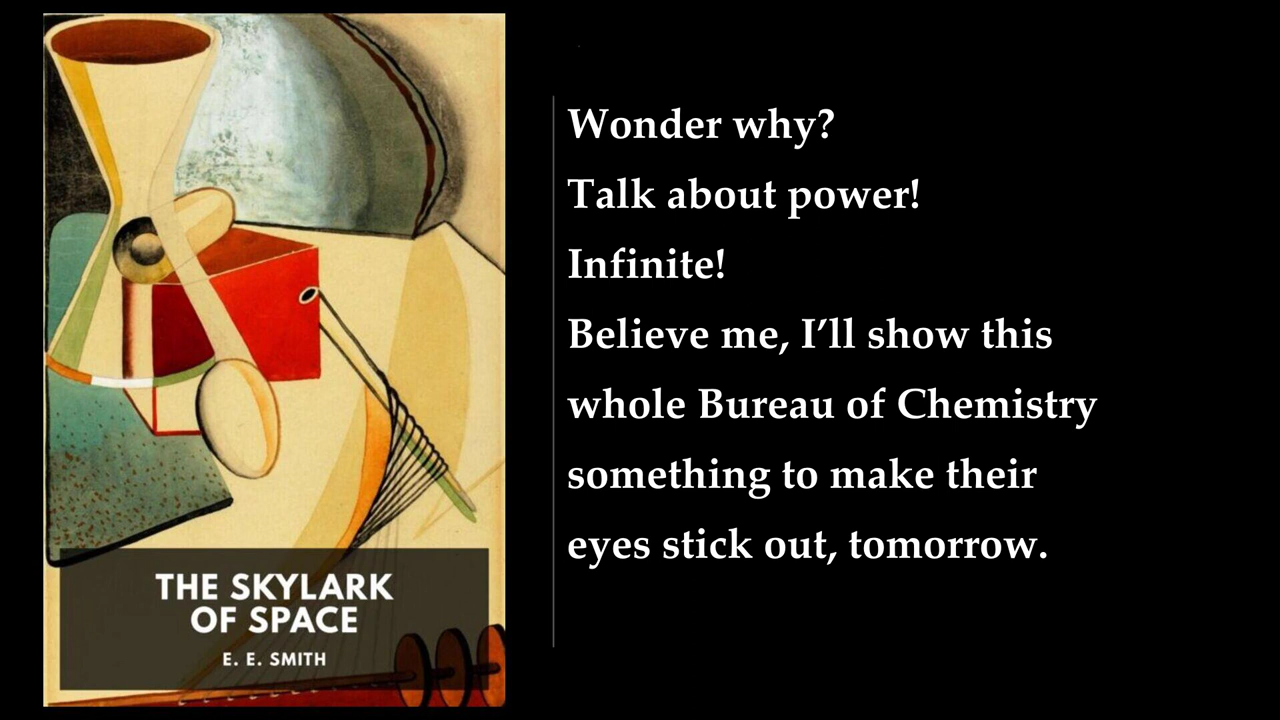 THE SKYLARK
OF SPACE
E. E. SMITH
Wonder why?
Talk about power!
Infinite!
Believe me, I’ll show this
whole Bureau of Chemistry
something to make their
eyes stick out, tomorrow.